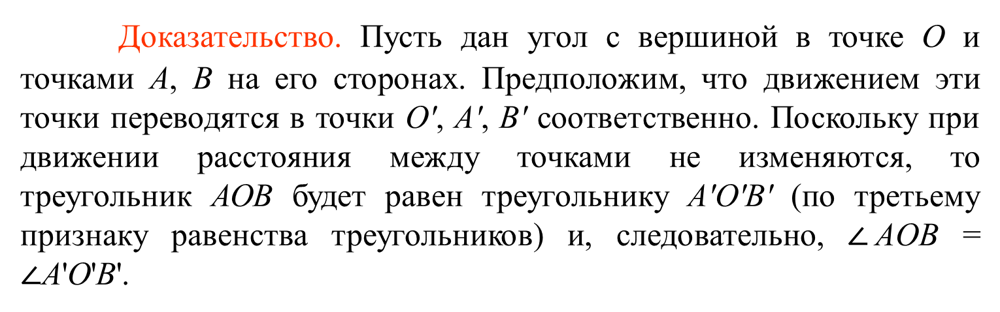 Доказательство. Пусть дан угол с вершиной в точке O и
точками A, B на его сторонах. Предположим, что движением эти
точки переводятся в точки O', A', B' соответственно. Поскольку при
движении расстояния между точками не изменяются, то
треугольник AOB будет равен треугольнику A'O'B' (по третьему
признаку равенства треугольников) и, следовательно, ∠AOB =
∠A'O'B'.